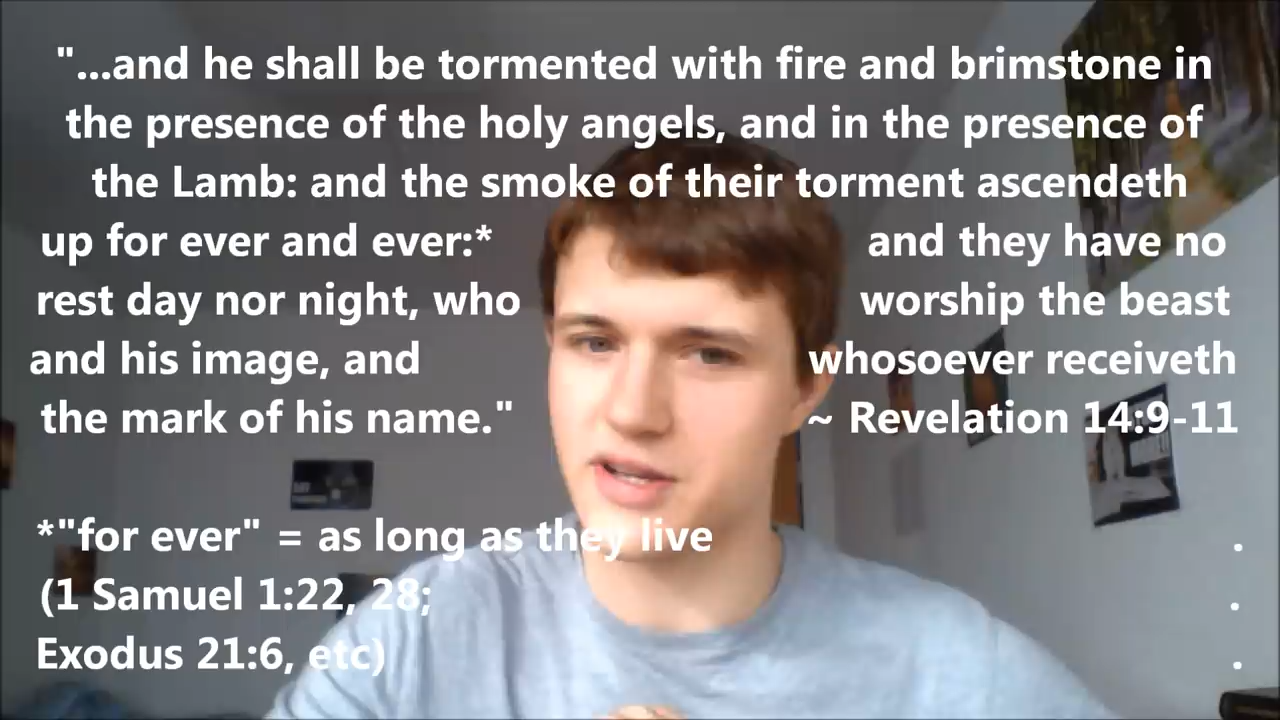 "...and he shall be tormented with fire and brimstone in
the presence of the holy angels, and in the presence of
the Lamb: and the smoke of their torment ascendeth
up for ever and ever:* and they have no
rest day nor night, who worship the beast
and his image, and whosoever receiveth
the mark of his name." ~ Revelation 14:9-11
*"for ever" = as long as they live .
(1 Samuel 1:22, 28; .
Exodus 21:6, etc) .